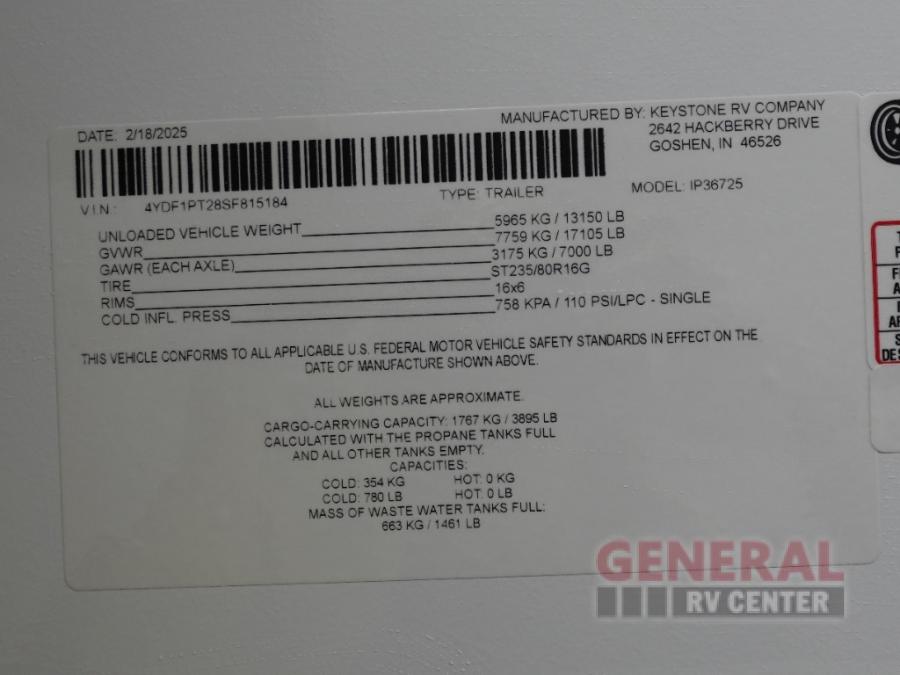 DATE: 2/18/2025
MANUFACTURED BY: KEYSTONE RV COMPANY
2642 HACKBERRY DRIVE
GOSHEN, IN 46526
V.I.N.: 4YDF1PT28SF815184
TYPE: TRAILER
MODEL: IP36725
UNLOADED VEHICLE WEIGHT 5965 KG / 13150 LB
GVWR 7759 KG / 17105 LB
GAWR (EACH AXLE) 3175 KG / 7000 LB
TIRE ST235/80R16G
RIMS 16x6
COLD INFL. PRESS 758 KPA / 110 PSI/LPC - SINGLE
THIS VEHICLE CONFORMS TO ALL APPLICABLE U.S. FEDERAL MOTOR VEHICLE SAFETY STANDARDS IN EFFECT ON THE
DATE OF MANUFACTURE SHOWN ABOVE.
ALL WEIGHTS ARE APPROXIMATE.
CARGO-CARRYING CAPACITY: 1767 KG / 3895 LB
CALCULATED WITH THE PROPANE TANKS FULL
AND ALL OTHER TANKS EMPTY.
CAPACITIES:
COLD: 354 KG HOT: 0 KG
COLD: 780 LB HOT: 0 LB
MASS OF WASTE WATER TANKS FULL:
663 KG / 1461 LB
GENERAL
RV CENTER